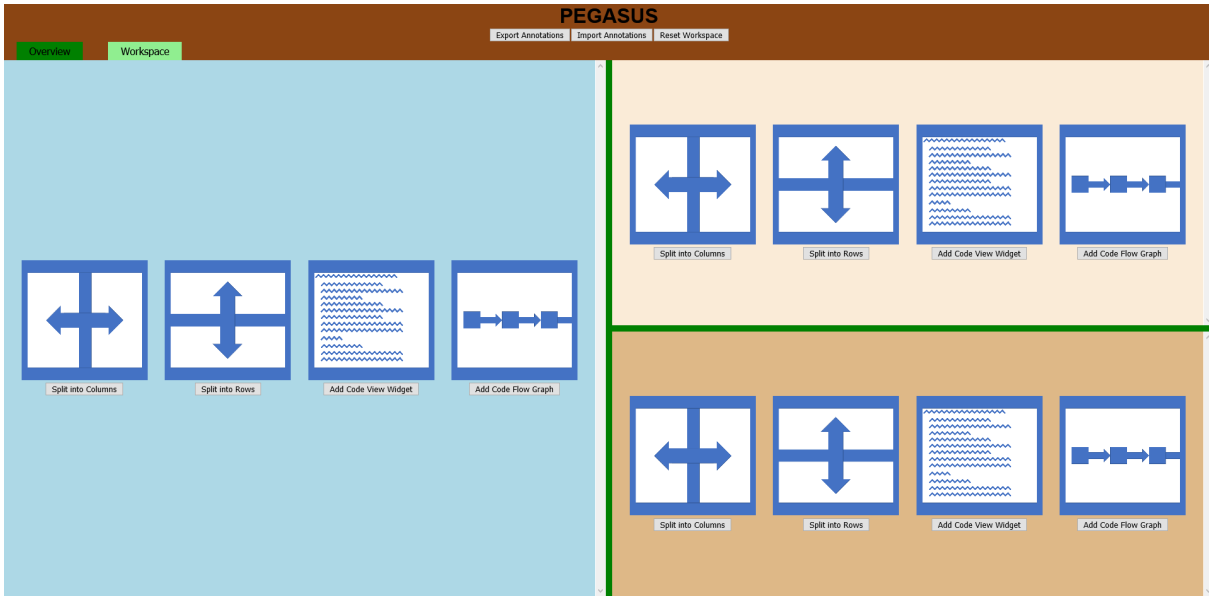 PEGASUS
Export Annotations Import Annotations Reset Workspace
Overview Workspace
Split into Columns Split into Rows Add Code View Widget Add Code Flow Graph
Split into Columns Split into Rows Add Code View Widget Add Code Flow Graph
Split into Columns Split into Rows Add Code View Widget Add Code Flow Graph